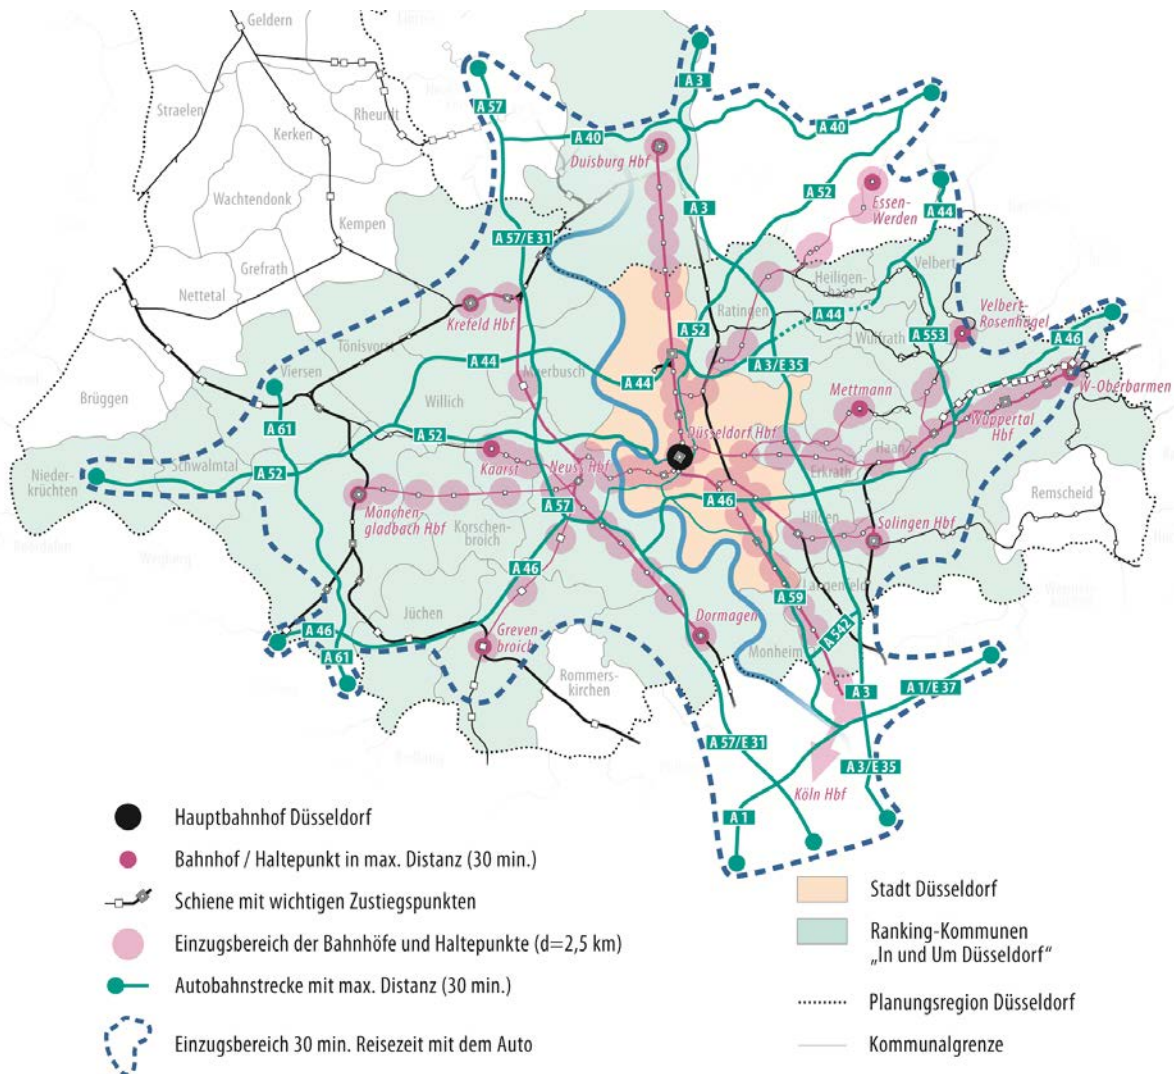 Geldern
A 3
A 57
Straelen
Rheurdt
Kerken
A 40
A 40
Duisburg Hbf
Wachtendonk
A 52
Essen-
Werden
A 3
A 44
Kempen
A 57/E 31
Grefrath
Velbert
Heiligen-
haus
Nettetal
Ratingen
Velbert-
Rosenhügel
Krefeld Hbf
A 44
A 52
Wülfrath
A 553
A 46
Tönisvorst
A 44
Meerbusch
A 3/E 35
Viersen
A 44
W-Oberbarmen
Brüggen
Willich
Mettmann
Wuppertal
Hbf
A 61
A 52
Düsseldorf Hbf
Haan
Schwalmtal
Kaarst
Neuss Hbf
Erkrath
Nieder-
krüchten
A 52
Remscheid
A 57
A 46
Mönchen-
gladbach Hbf
Hilden
Solingen Hbf
Korschen-
broich
A 46
Langenfeld
A 59
Jüchen
Dormagen
A 542
A 46
Greven-
broich
Monheim
A 61
Rommers-
kirchen
A 3
A 1/E 37
A 57/E 31
A 3/E 35
Köln Hbf
A 1
Hauptbahnhof Düsseldorf
Bahnhof / Haltepunkt in max. Distanz (30 min.)
Schiene mit wichtigen Zustiegspunkten
Einzugsbereich der Bahnhöfe und Haltepunkte (d=2,5 km)
Autobahnstrecke mit max. Distanz (30 min.)
Einzugsbereich 30 min. Reisezeit mit dem Auto
Stadt Düsseldorf
Ranking-Kommunen
„In und Um Düsseldorf“
Planungsregion Düsseldorf
Kommunalgrenze